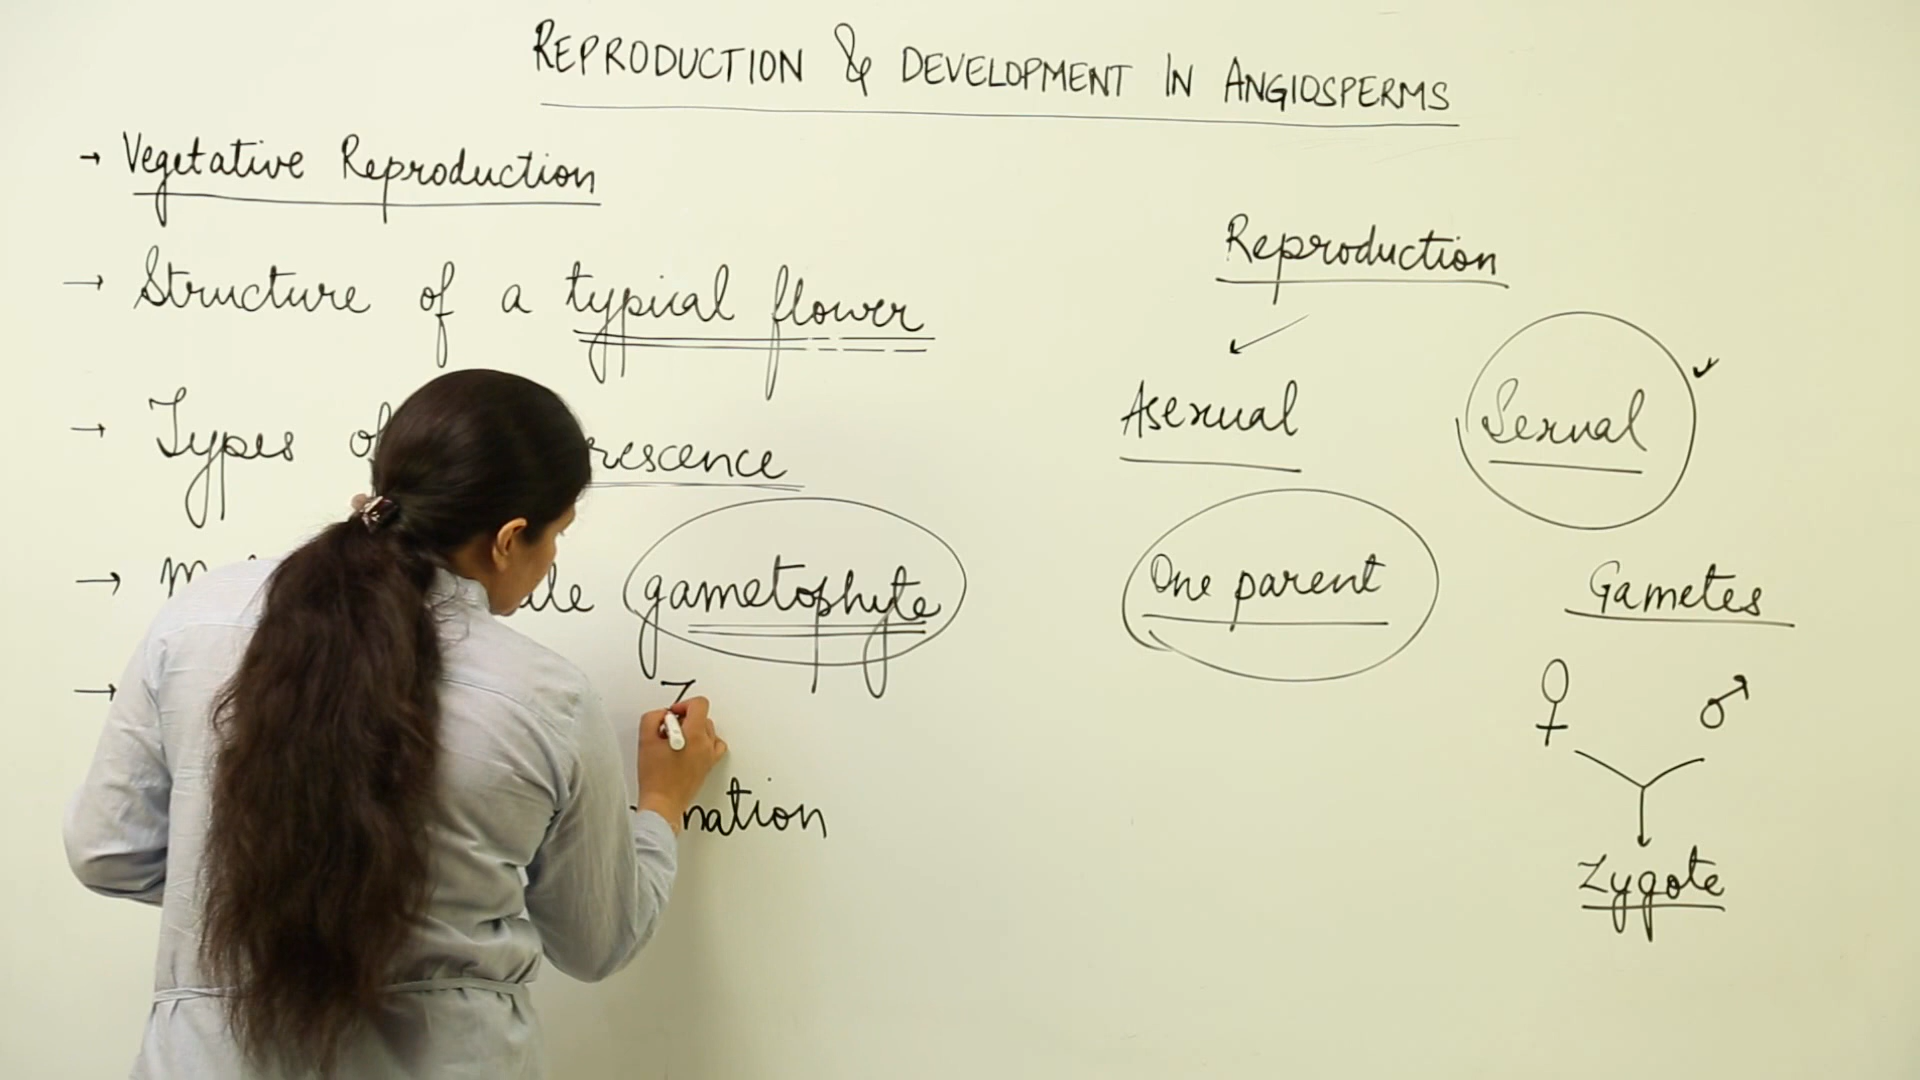 REPRODUCTION & DEVELOPMENT IN ANGIOSPERMS
→ Vegetative Reproduction
→ Structure of a typical flower
→ Types of rescence
→ gametophyte
→
nation
Reproduction
Asexual Sexual
One parent Gametes
♀ ♂
Zygote